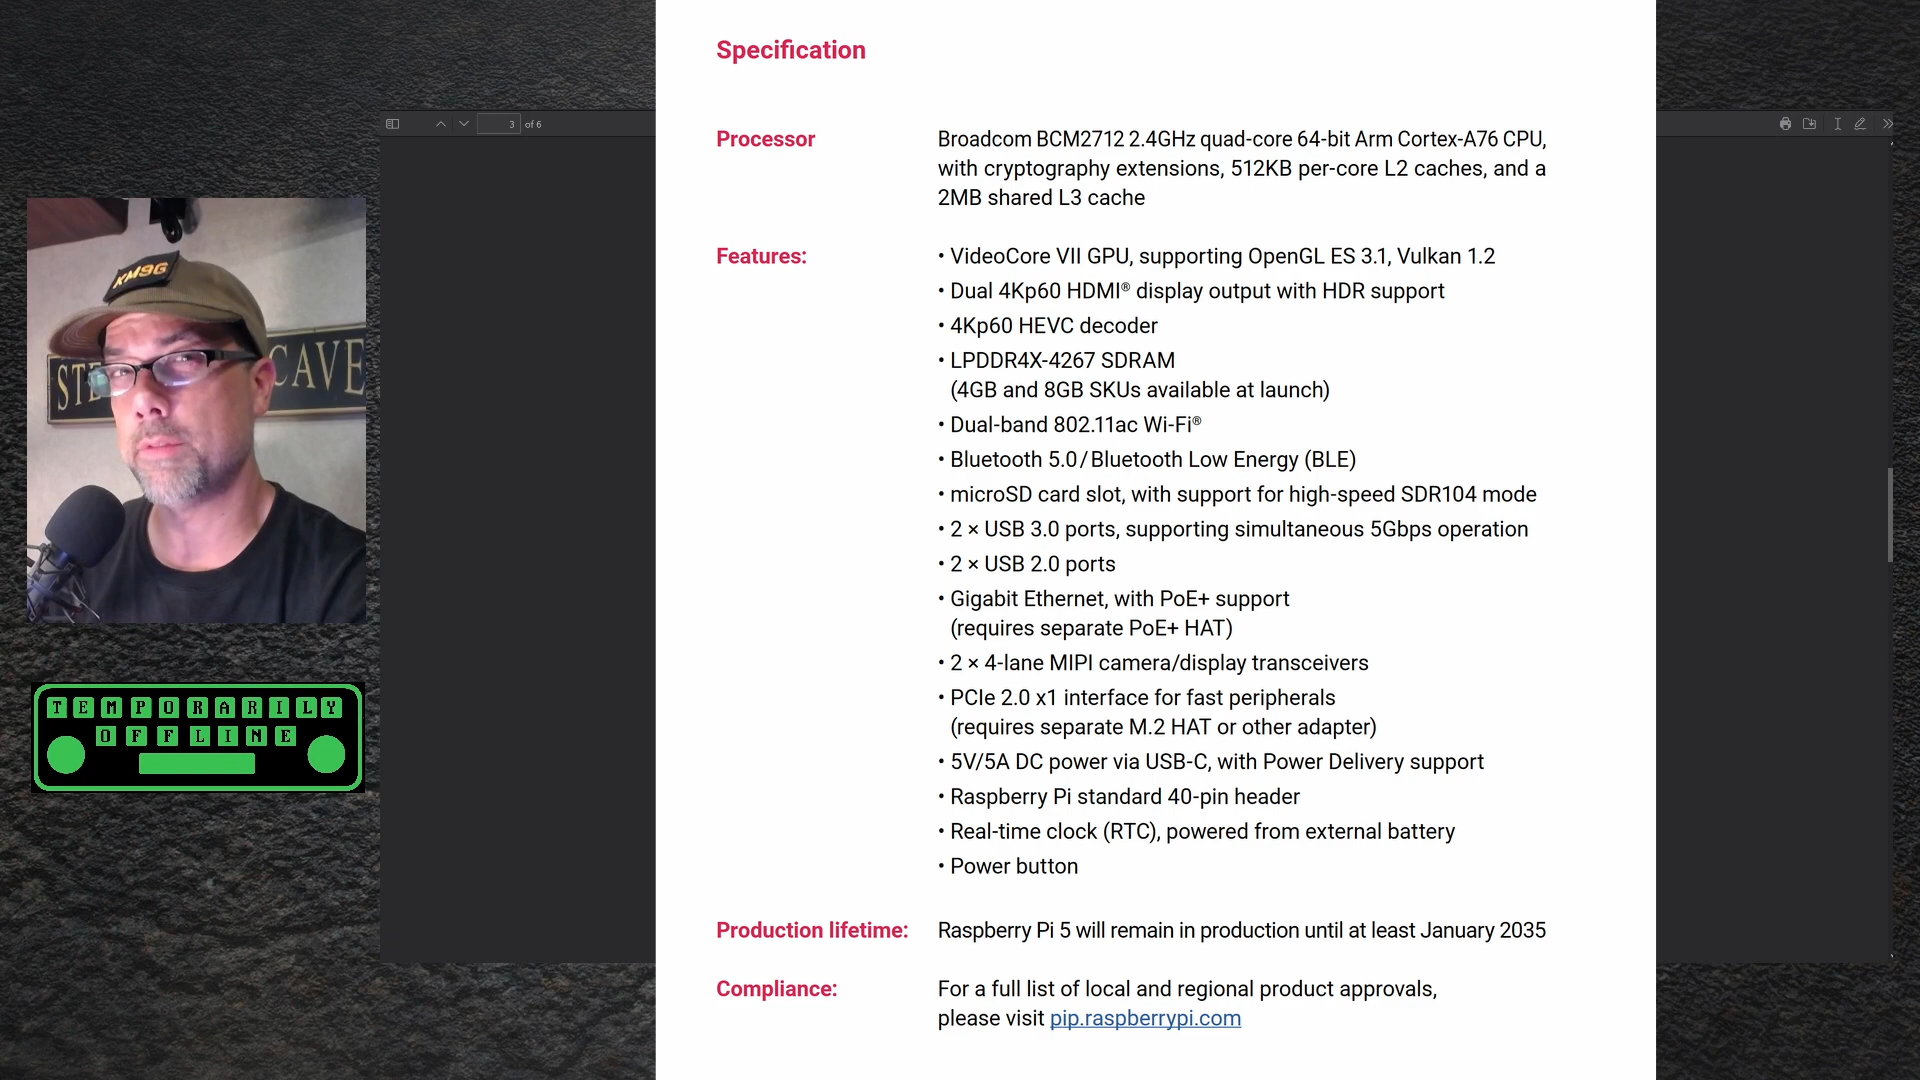 Specification
3 of 6
Processor
Broadcom BCM2712 2.4GHz quad-core 64-bit Arm Cortex-A76 CPU,
with cryptography extensions, 512KB per-core L2 caches, and a
2MB shared L3 cache
Features:
• VideoCore VII GPU, supporting OpenGL ES 3.1, Vulkan 1.2
• Dual 4Kp60 HDMI® display output with HDR support
• 4Kp60 HEVC decoder
• LPDDR4X-4267 SDRAM
(4GB and 8GB SKUs available at launch)
• Dual-band 802.11ac Wi-Fi®
• Bluetooth 5.0/Bluetooth Low Energy (BLE)
• microSD card slot, with support for high-speed SDR104 mode
• 2 × USB 3.0 ports, supporting simultaneous 5Gbps operation
• 2 × USB 2.0 ports
• Gigabit Ethernet, with PoE+ support
(requires separate PoE+ HAT)
• 2 × 4-lane MIPI camera/display transceivers
• PCIe 2.0 x1 interface for fast peripherals
(requires separate M.2 HAT or other adapter)
• 5V/5A DC power via USB-C, with Power Delivery support
• Raspberry Pi standard 40-pin header
• Real-time clock (RTC), powered from external battery
• Power button
Production lifetime:
Raspberry Pi 5 will remain in production until at least January 2035
Compliance:
For a full list of local and regional product approvals,
please visit pip.raspberrypi.com
KM9G
CAVE
TEMPORARILY
OFFLINE